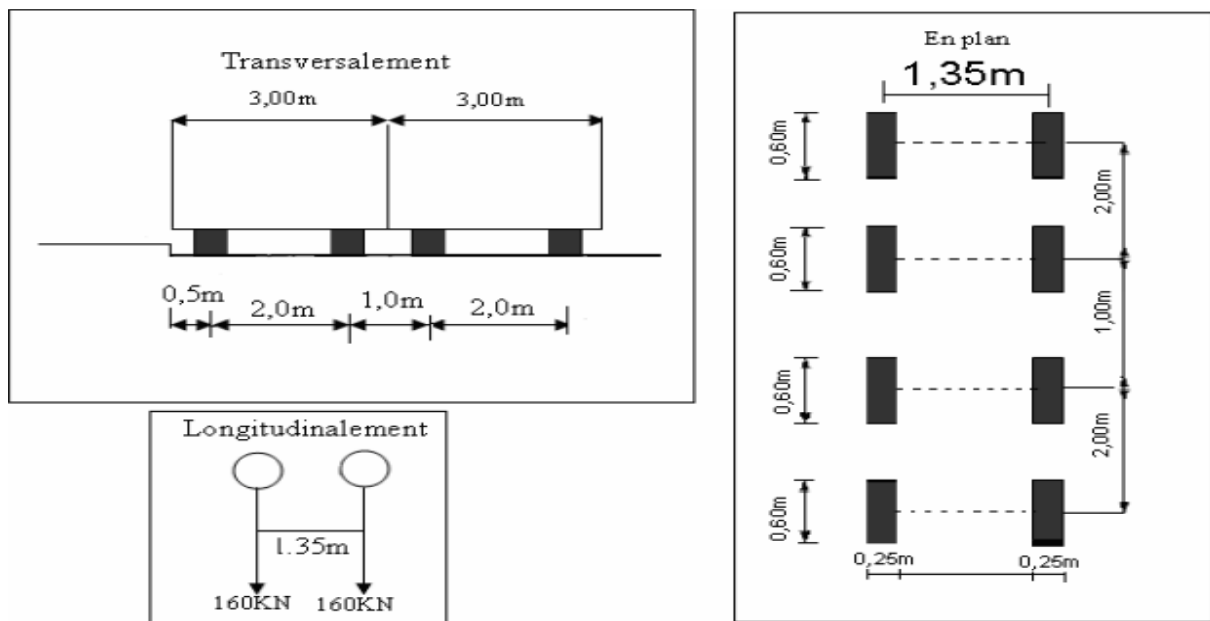 Transversalement
3,00m 3,00m
0,5m 2,0m 1,0m 2,0m
Longitudinalement
1.35m
160KN 160KN
En plan
1,35m
0,60m
2,00m
0,60m
1,00m
0,60m
2,00m
0,60m
0,25m 0,25m